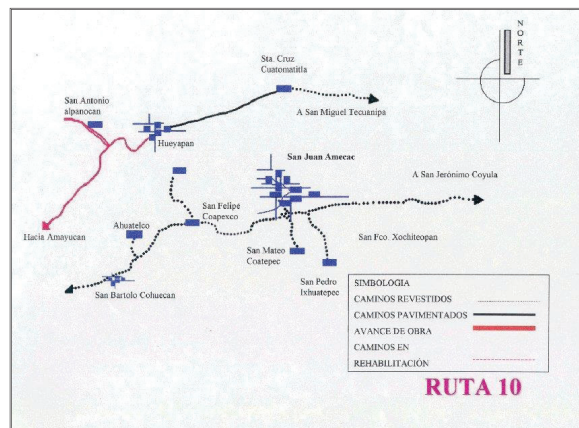 NORTE
Sta. Cruz
Cuatomatitla
San Antonio
alpanocan
A San Miguel Tecuanipa
Hueyapan
San Juan Amecac
A San Jerónimo Coyula
San Felipe
Coapexco
Ahuatelco
Hacia Amayucan
San Fco. Xochiteopan
San Mateo
Coatepec
San Pedro
Ixhuatepec
San Bartolo Cohuecan
SIMBOLOGIA
CAMINOS REVESTIDOS
CAMINOS PAVIMENTADOS
AVANCE DE OBRA
CAMINOS EN
REHABILITACIÓN
RUTA 10